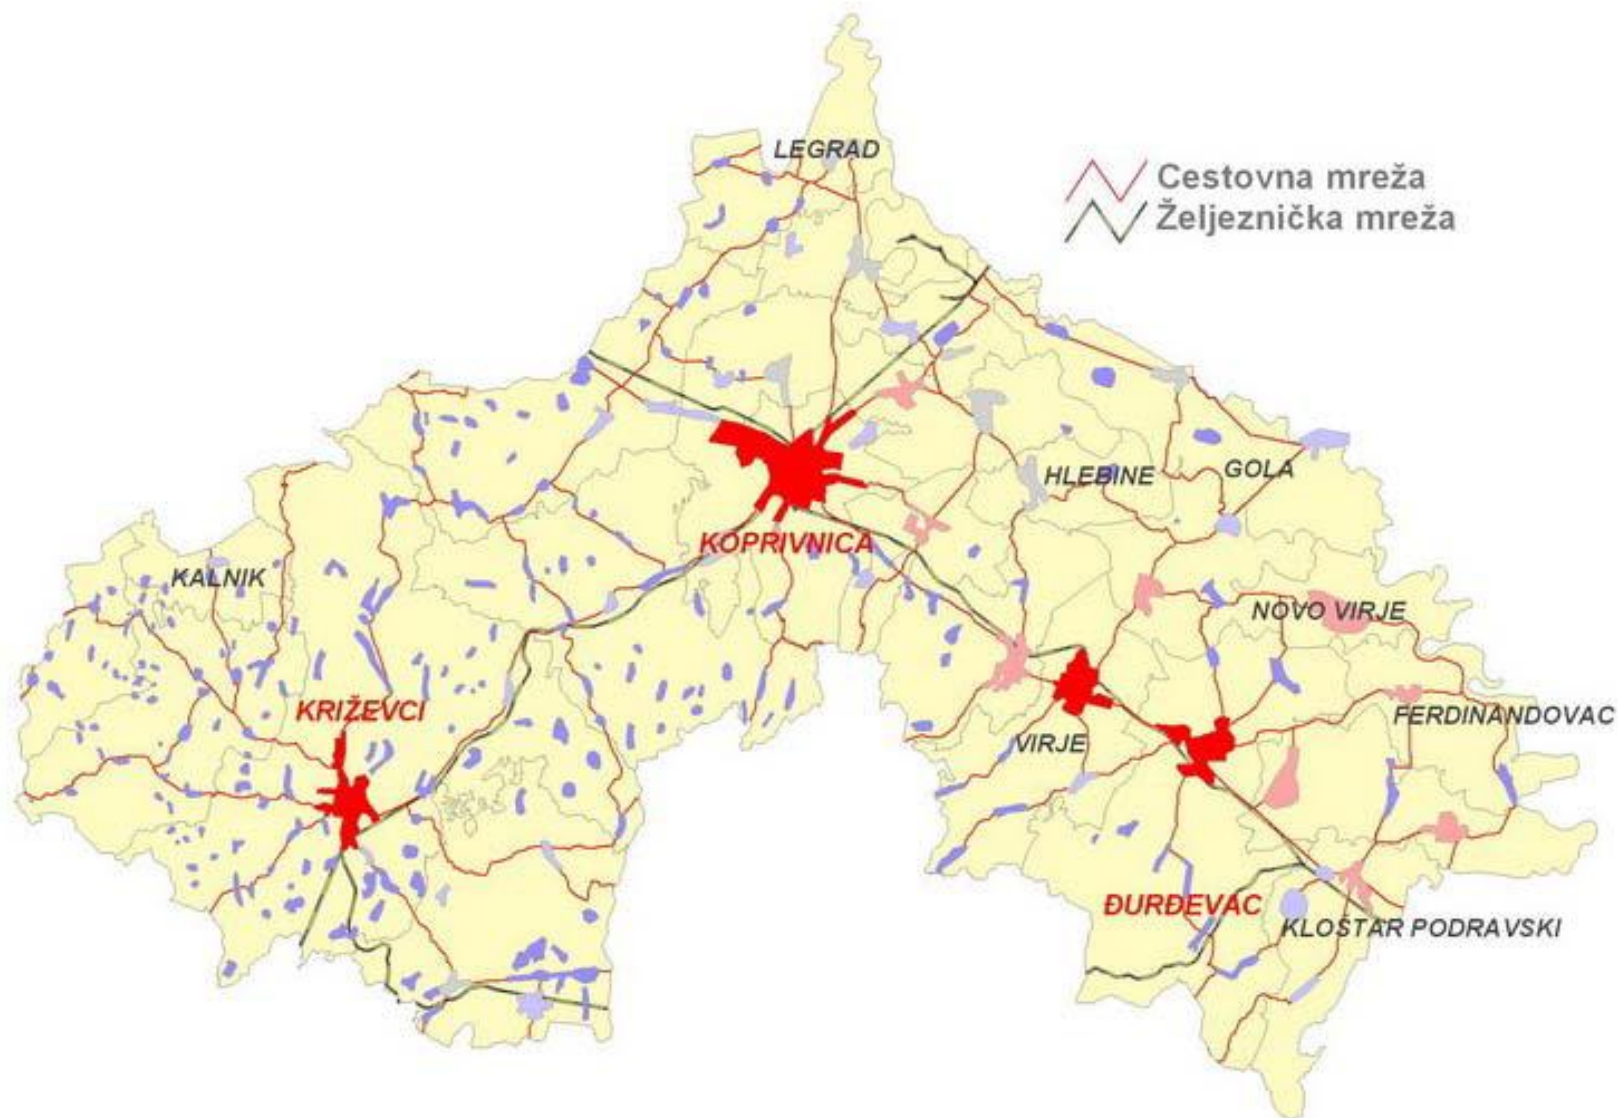 LEGRAD
Cestovna mreža
Željeznička mreža
HLEBINE
GOLA
KOPRIVNICA
KALNIK
NOVO VIRJE
KRIŽEVCI
FERDINANDOVAC
VIRJE
ĐURĐEVAC
KLOŠTAR PODRAVSKI